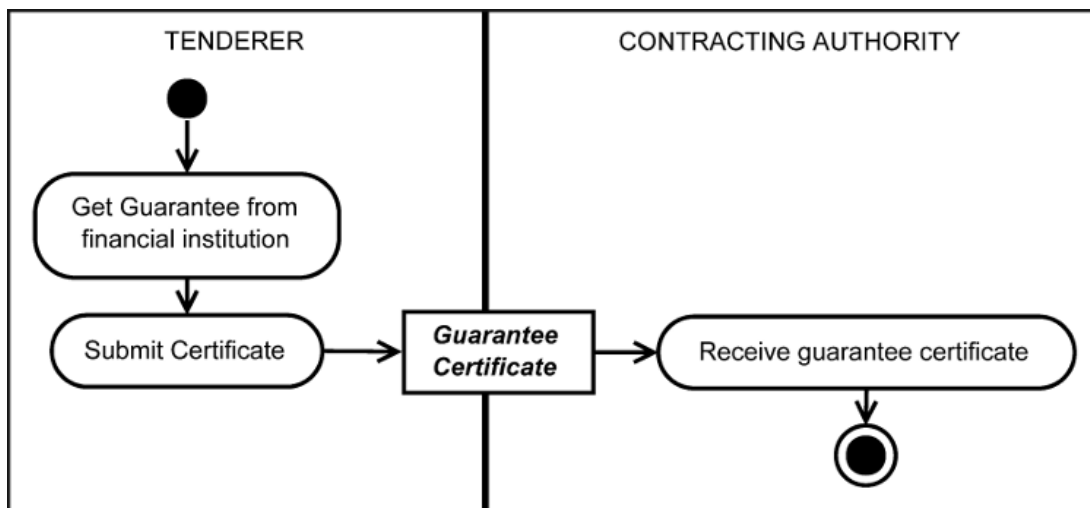 TENDERER
CONTRACTING AUTHORITY
Get Guarantee from
financial institution
Submit Certificate
Guarantee
Certificate
Receive guarantee certificate